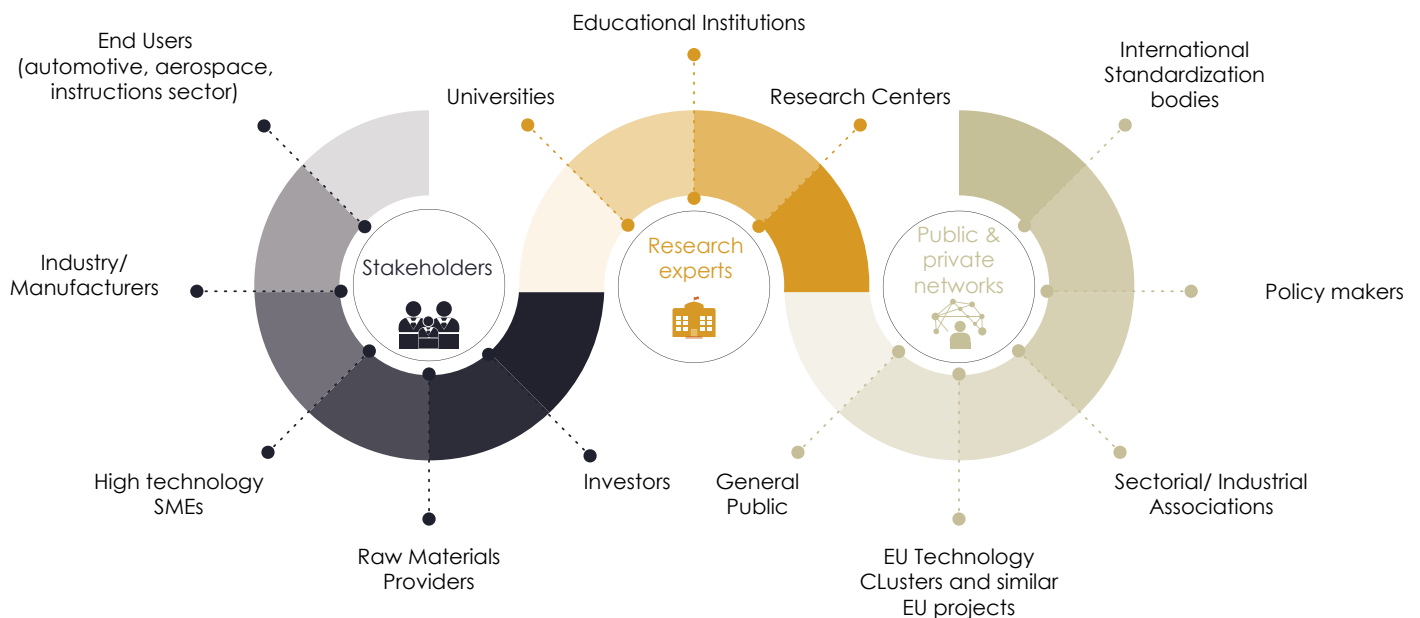 End Users
(automotive, aerospace,
instructions sector)
Industry/
Manufacturers
Stakeholders
High technology
SMEs
Raw Materials
Providers
Investors
Universities
Educational Institutions
Research Centers
Research
experts
International
Standardization
bodies
Public &
private
networks
Policy makers
General
Public
EU Technology
CLusters and similar
EU projects
Sectorial/ Industrial
Associations